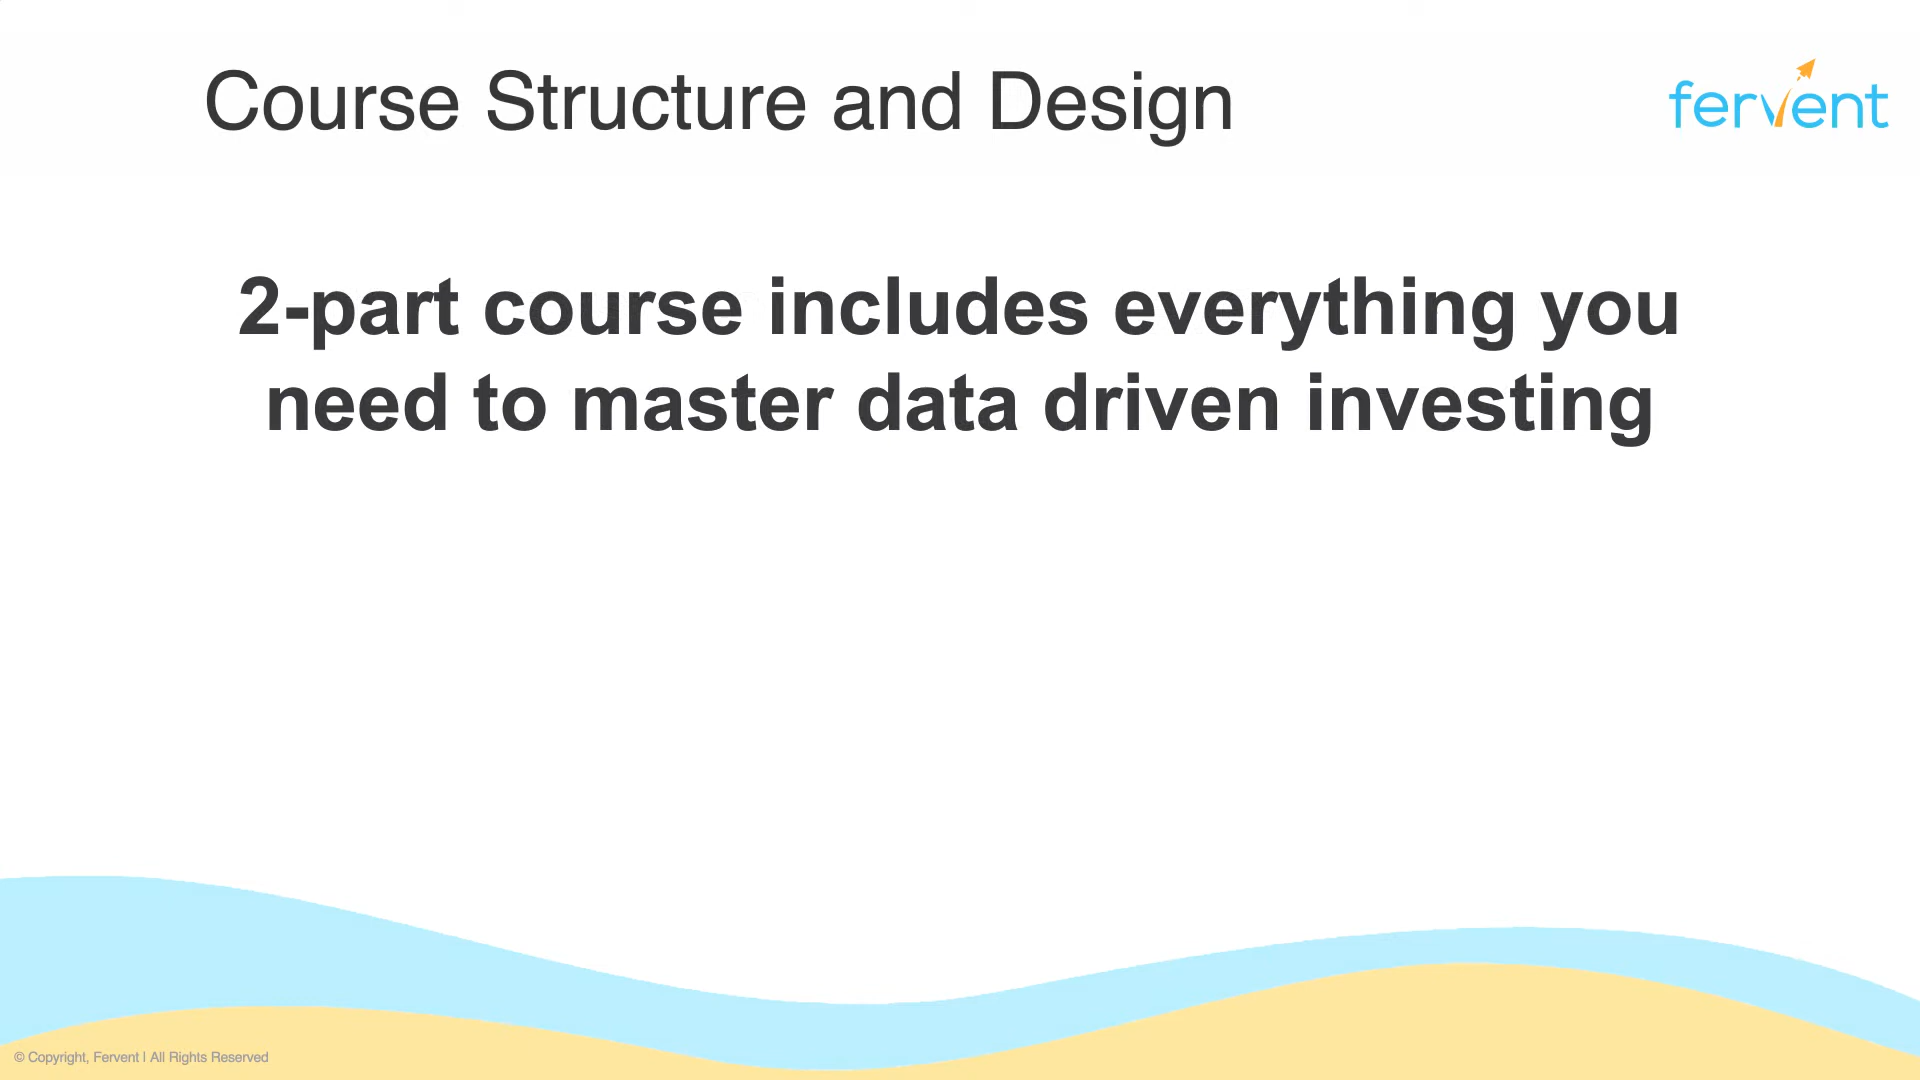 Course Structure and Design
fervent
2-part course includes everything you
need to master data driven investing
© Copyright, Fervent | All Rights Reserved